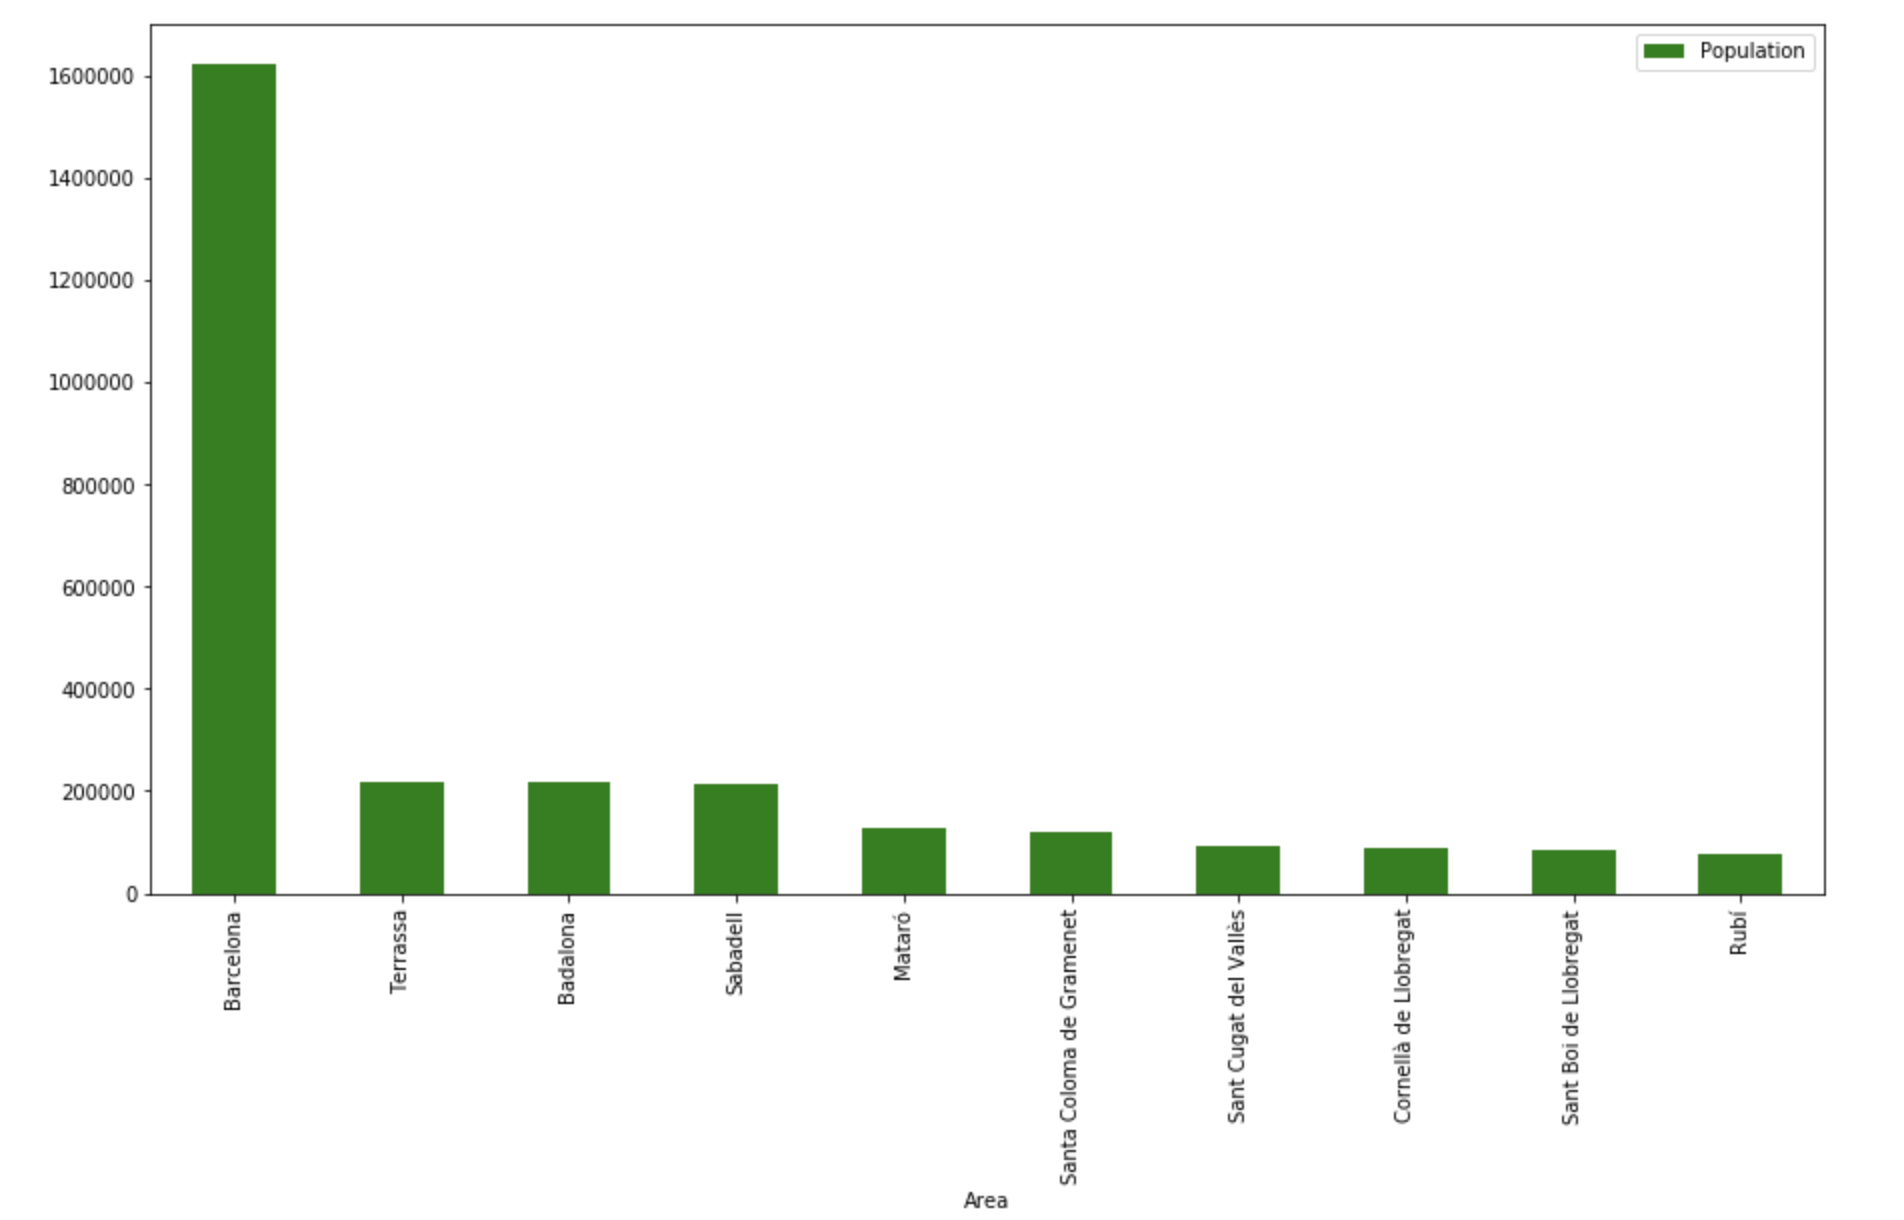 Population
1600000
1400000
1200000
1000000
800000
600000
400000
200000
0
Barcelona
Terrassa
Badalona
Sabadell
Mataró
Santa Coloma de Gramenet
Sant Cugat del Vallès
Cornellà de Llobregat
Sant Boi de Llobregat
Rubí
Area